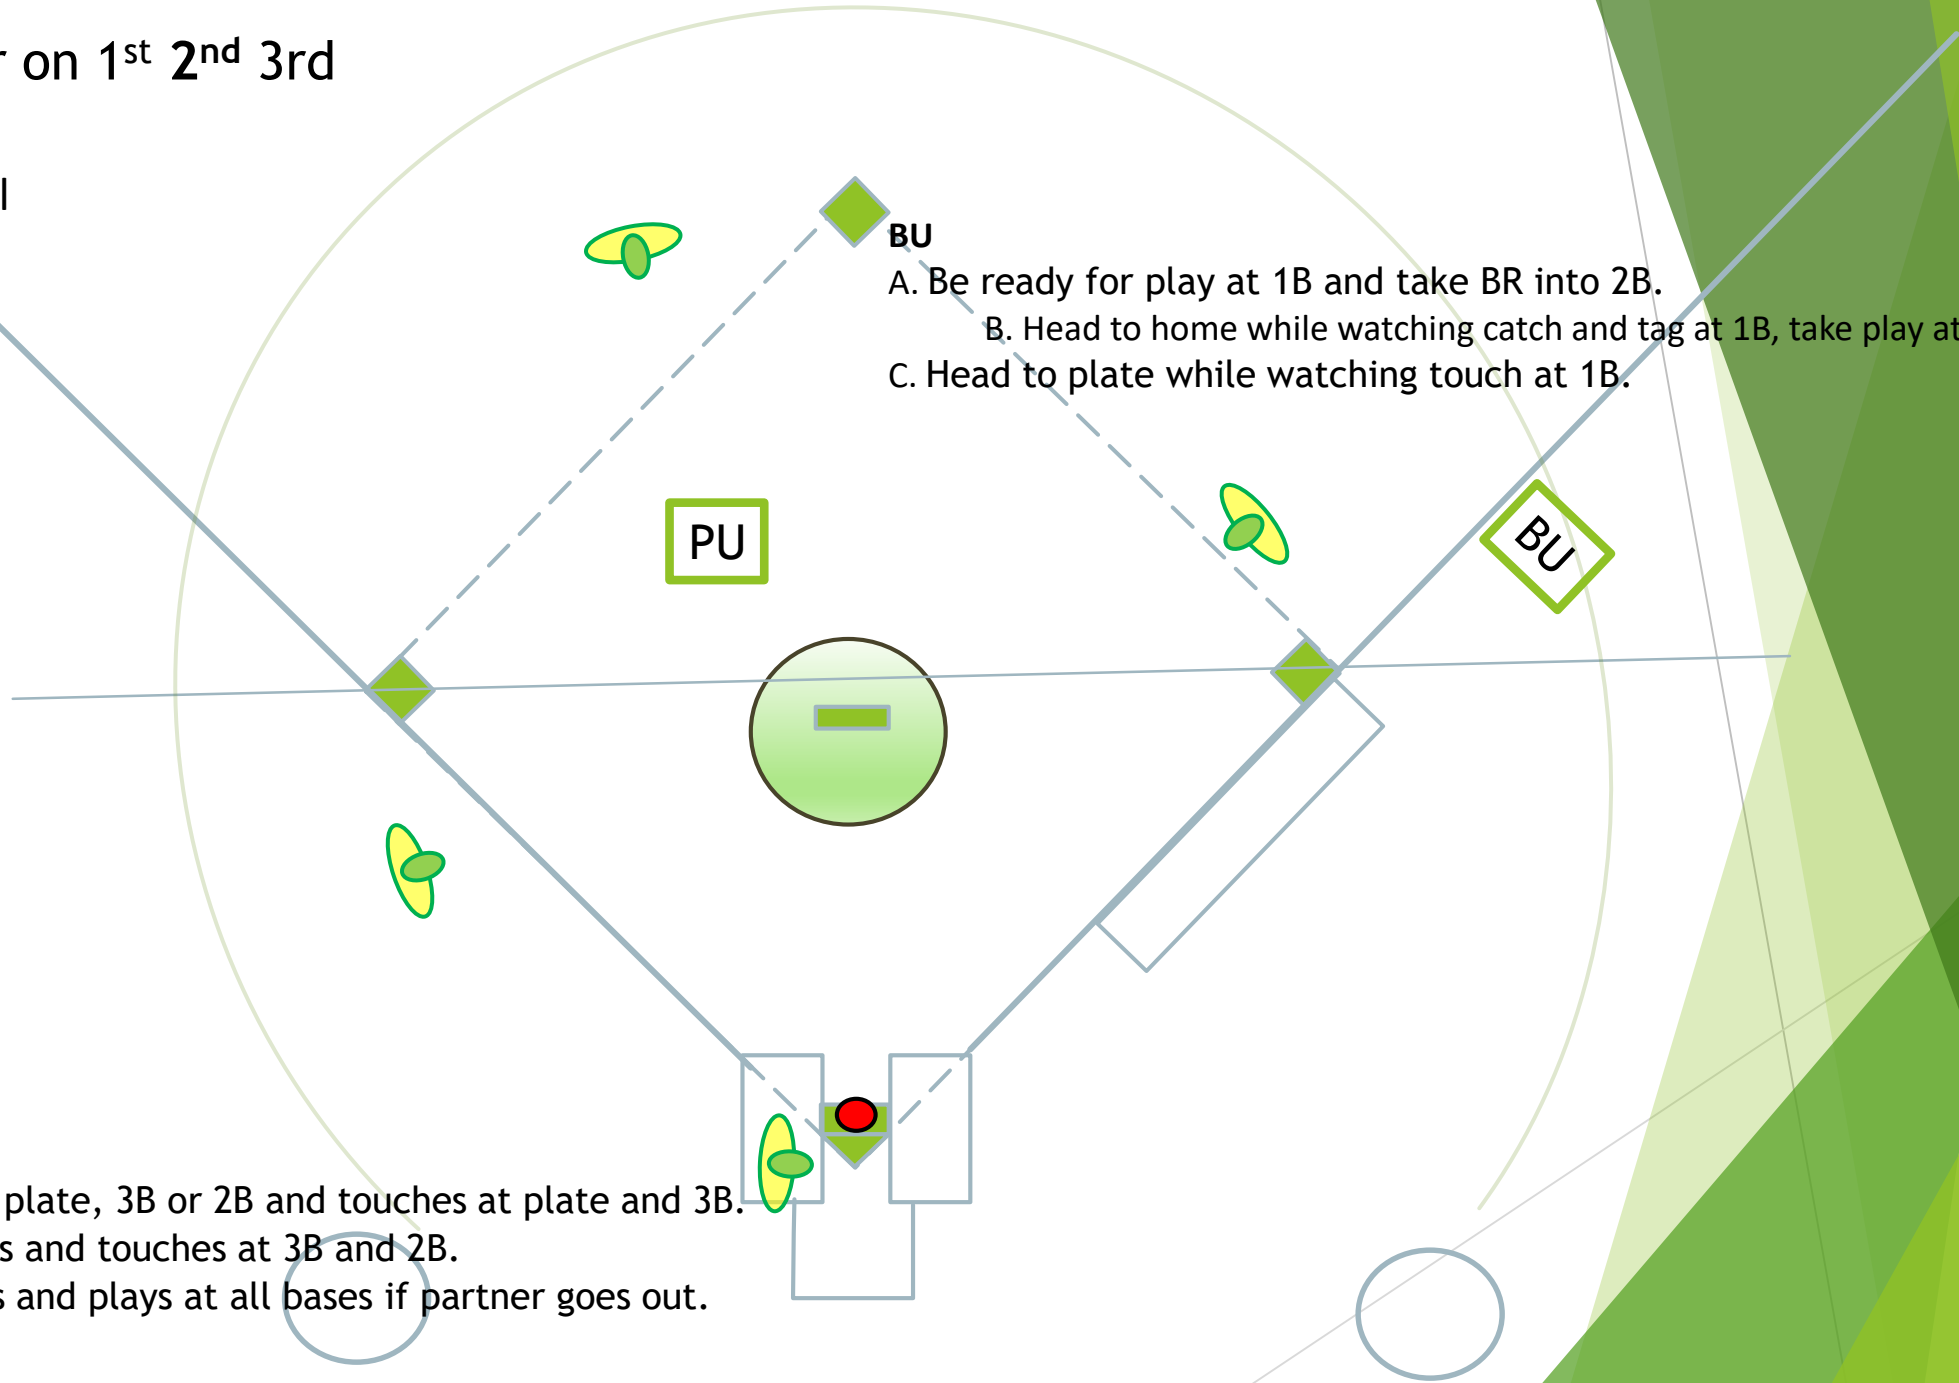 r on 1st 2nd 3rd
l
BU
A. Be ready for play at 1B and take BR into 2B.
B. Head to home while watching catch and tag at 1B, take play at
C. Head to plate while watching touch at 1B.
PU
BU
plate, 3B or 2B and touches at plate and 3B.
s and touches at 3B and 2B.
s and plays at all bases if partner goes out.